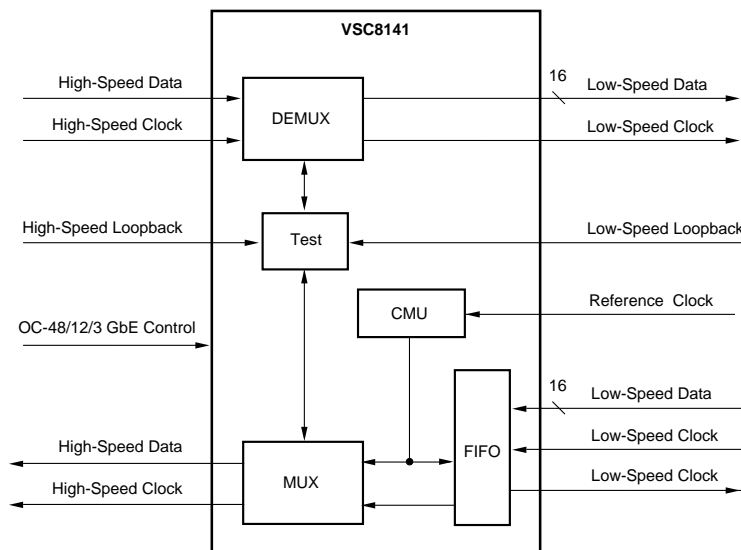 VSC8141
High-Speed Data
16
Low-Speed Data
DEMUX
High-Speed Clock
Low-Speed Clock
High-Speed Loopback
Test
Low-Speed Loopback
CMU
Reference Clock
OC-48/12/3 GbE Control
16
Low-Speed Data
High-Speed Data
MUX
FIFO
Low-Speed Clock
High-Speed Clock
Low-Speed Clock